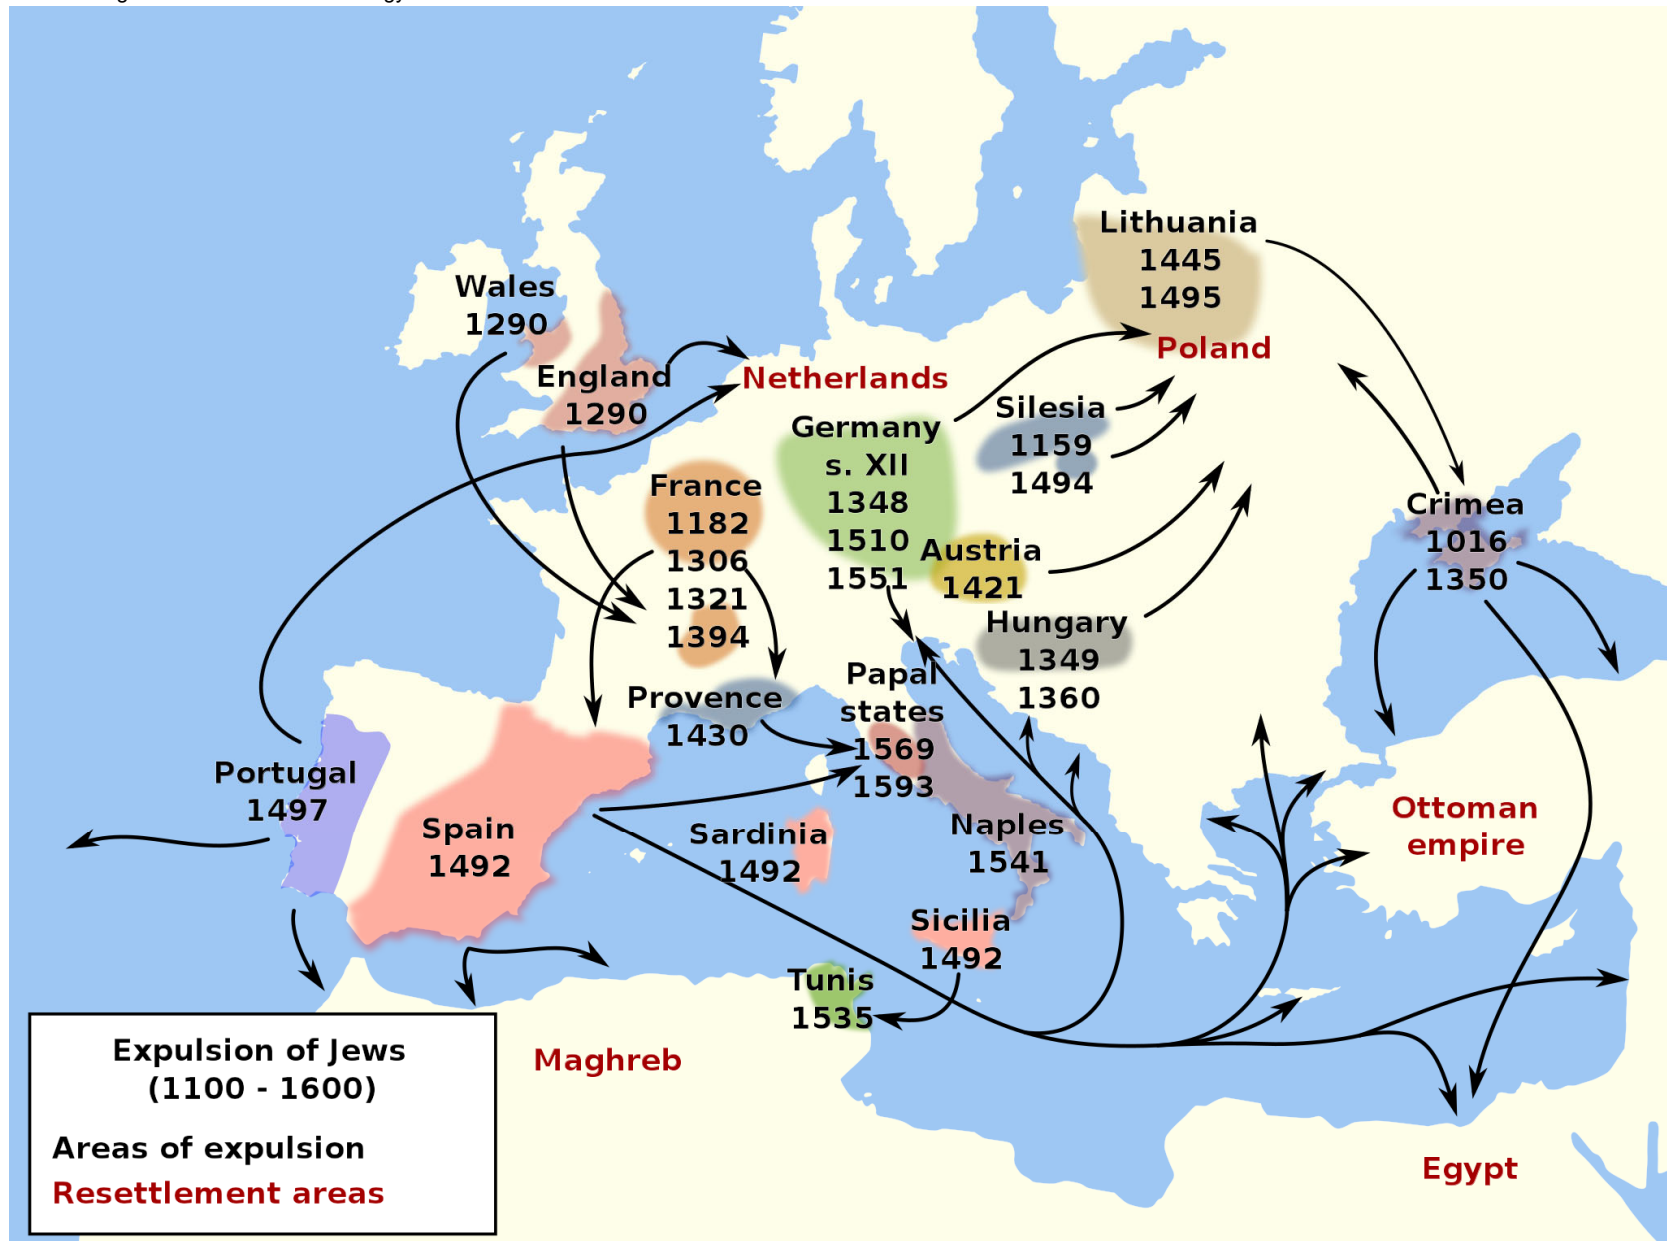 Lithuania
1445
1495
Wales
1290
England
1290
Poland
Netherlands
Germany
s. XII
1348
1510
1551
Silesia
1159
1494
France
1182
1306
1321
1394
Austria
1421
Crimea
1016
1350
Hungary
1349
1360
Papal
states
1569
1593
Provence
1430
Portugal
1497
Spain
1492
Sardinia
1492
Naples
1541
Ottoman
empire
Sicilia
1492
Tunis
1535
Maghreb
Egypt
Expulsion of Jews
(1100 - 1600)
Areas of expulsion
Resettlement areas